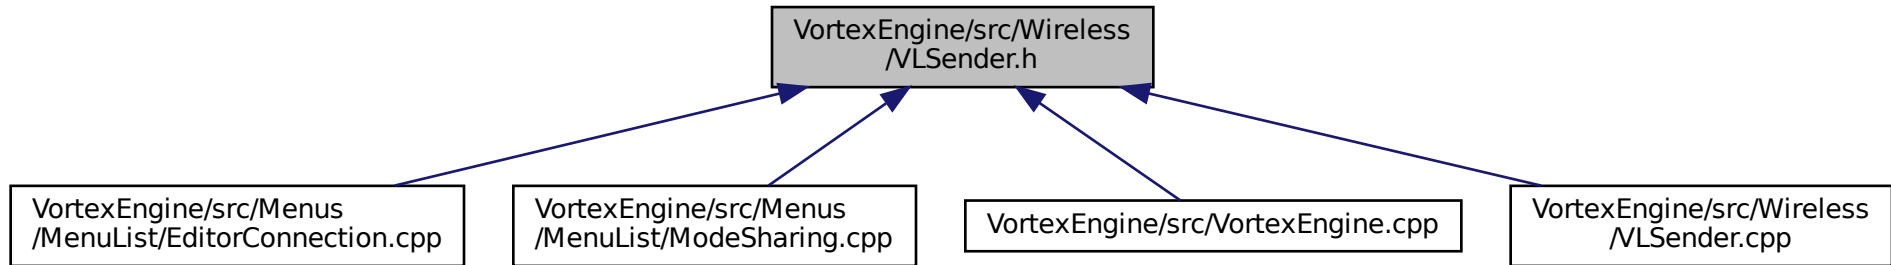 VortexEngine/src/Wireless
/VLSender.h
VortexEngine/src/Menus
/MenuList/EditorConnection.cpp
VortexEngine/src/Menus
/MenuList/ModeSharing.cpp
VortexEngine/src/VortexEngine.cpp
VortexEngine/src/Wireless
/VLSender.cpp